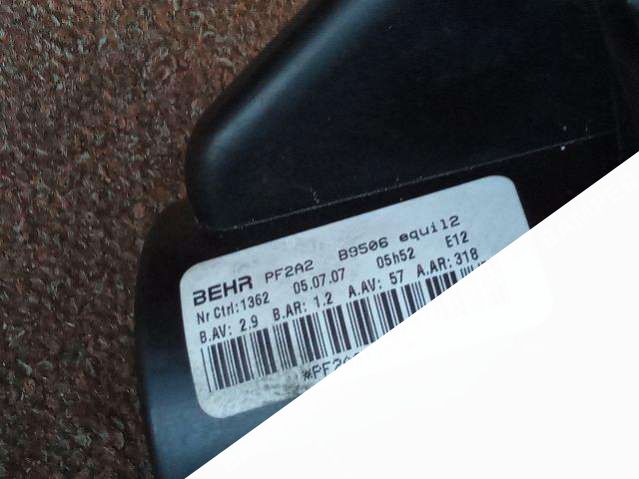 BEHR PF2A2 B9506 equil2
Nr Ctrl:1362 05.07.07 05h52 E12
B.AV: 2.9 B.AR: 1.2 A.AV: 57 A.AR: 318